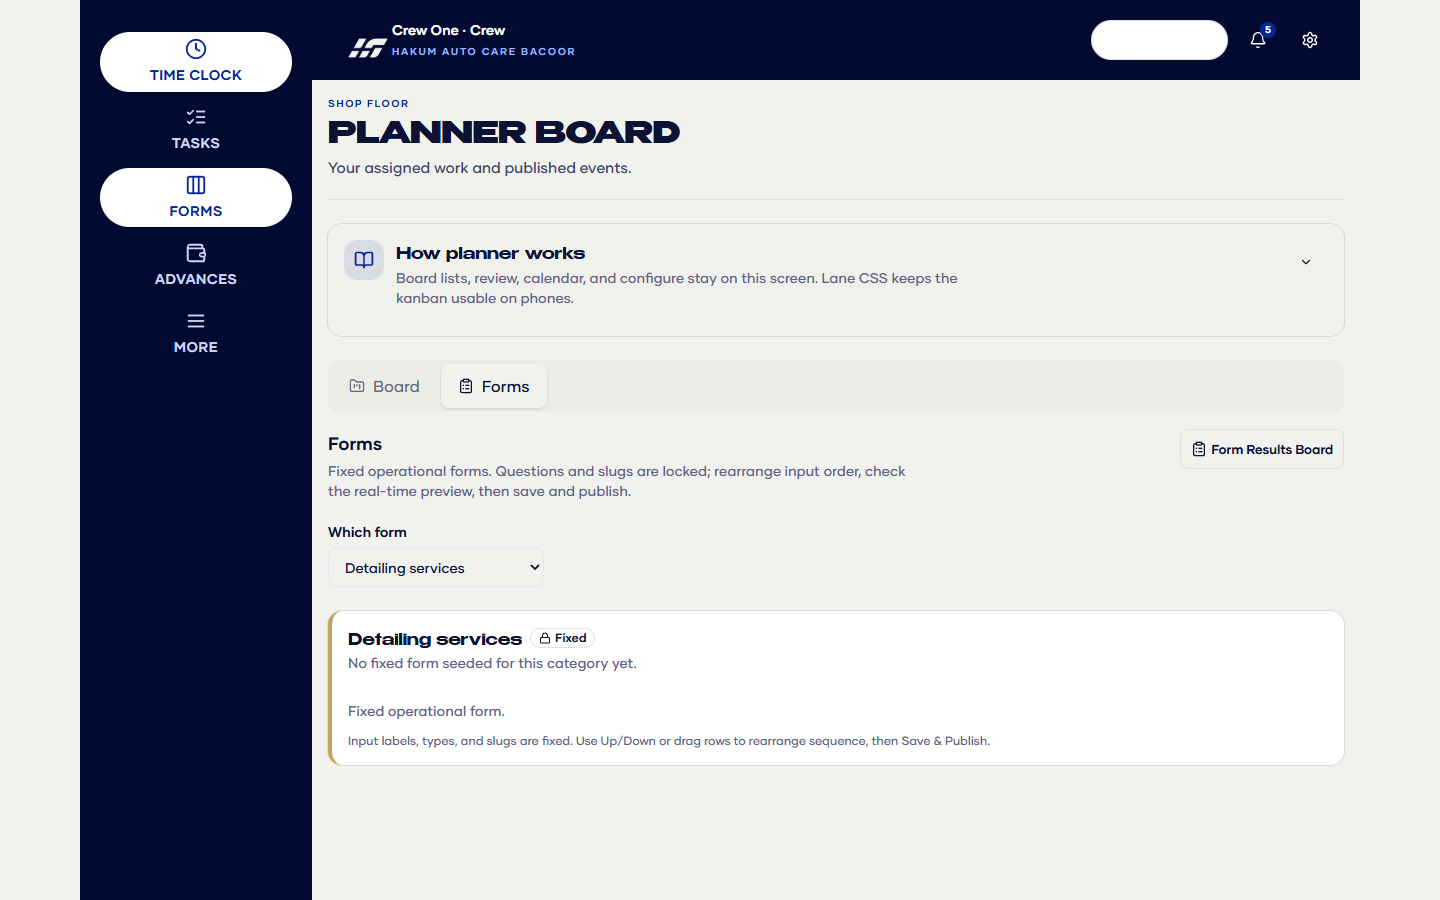 TIME CLOCK
TASKS
FORMS
ADVANCES
MORE
Crew One · Crew
HAKUM AUTO CARE BACOOR
5
SHOP FLOOR
PLANNER BOARD
Your assigned work and published events.
How planner works
Board lists, review, calendar, and configure stay on this screen. Lane CSS keeps the
kanban usable on phones.
Board
Forms
Forms
Form Results Board
Fixed operational forms. Questions and slugs are locked; rearrange input order, check
the real-time preview, then save and publish.
Which form
Detailing services
Detailing services
Fixed
No fixed form seeded for this category yet.
Fixed operational form.
Input labels, types, and slugs are fixed. Use Up/Down or drag rows to rearrange sequence, then Save & Publish.